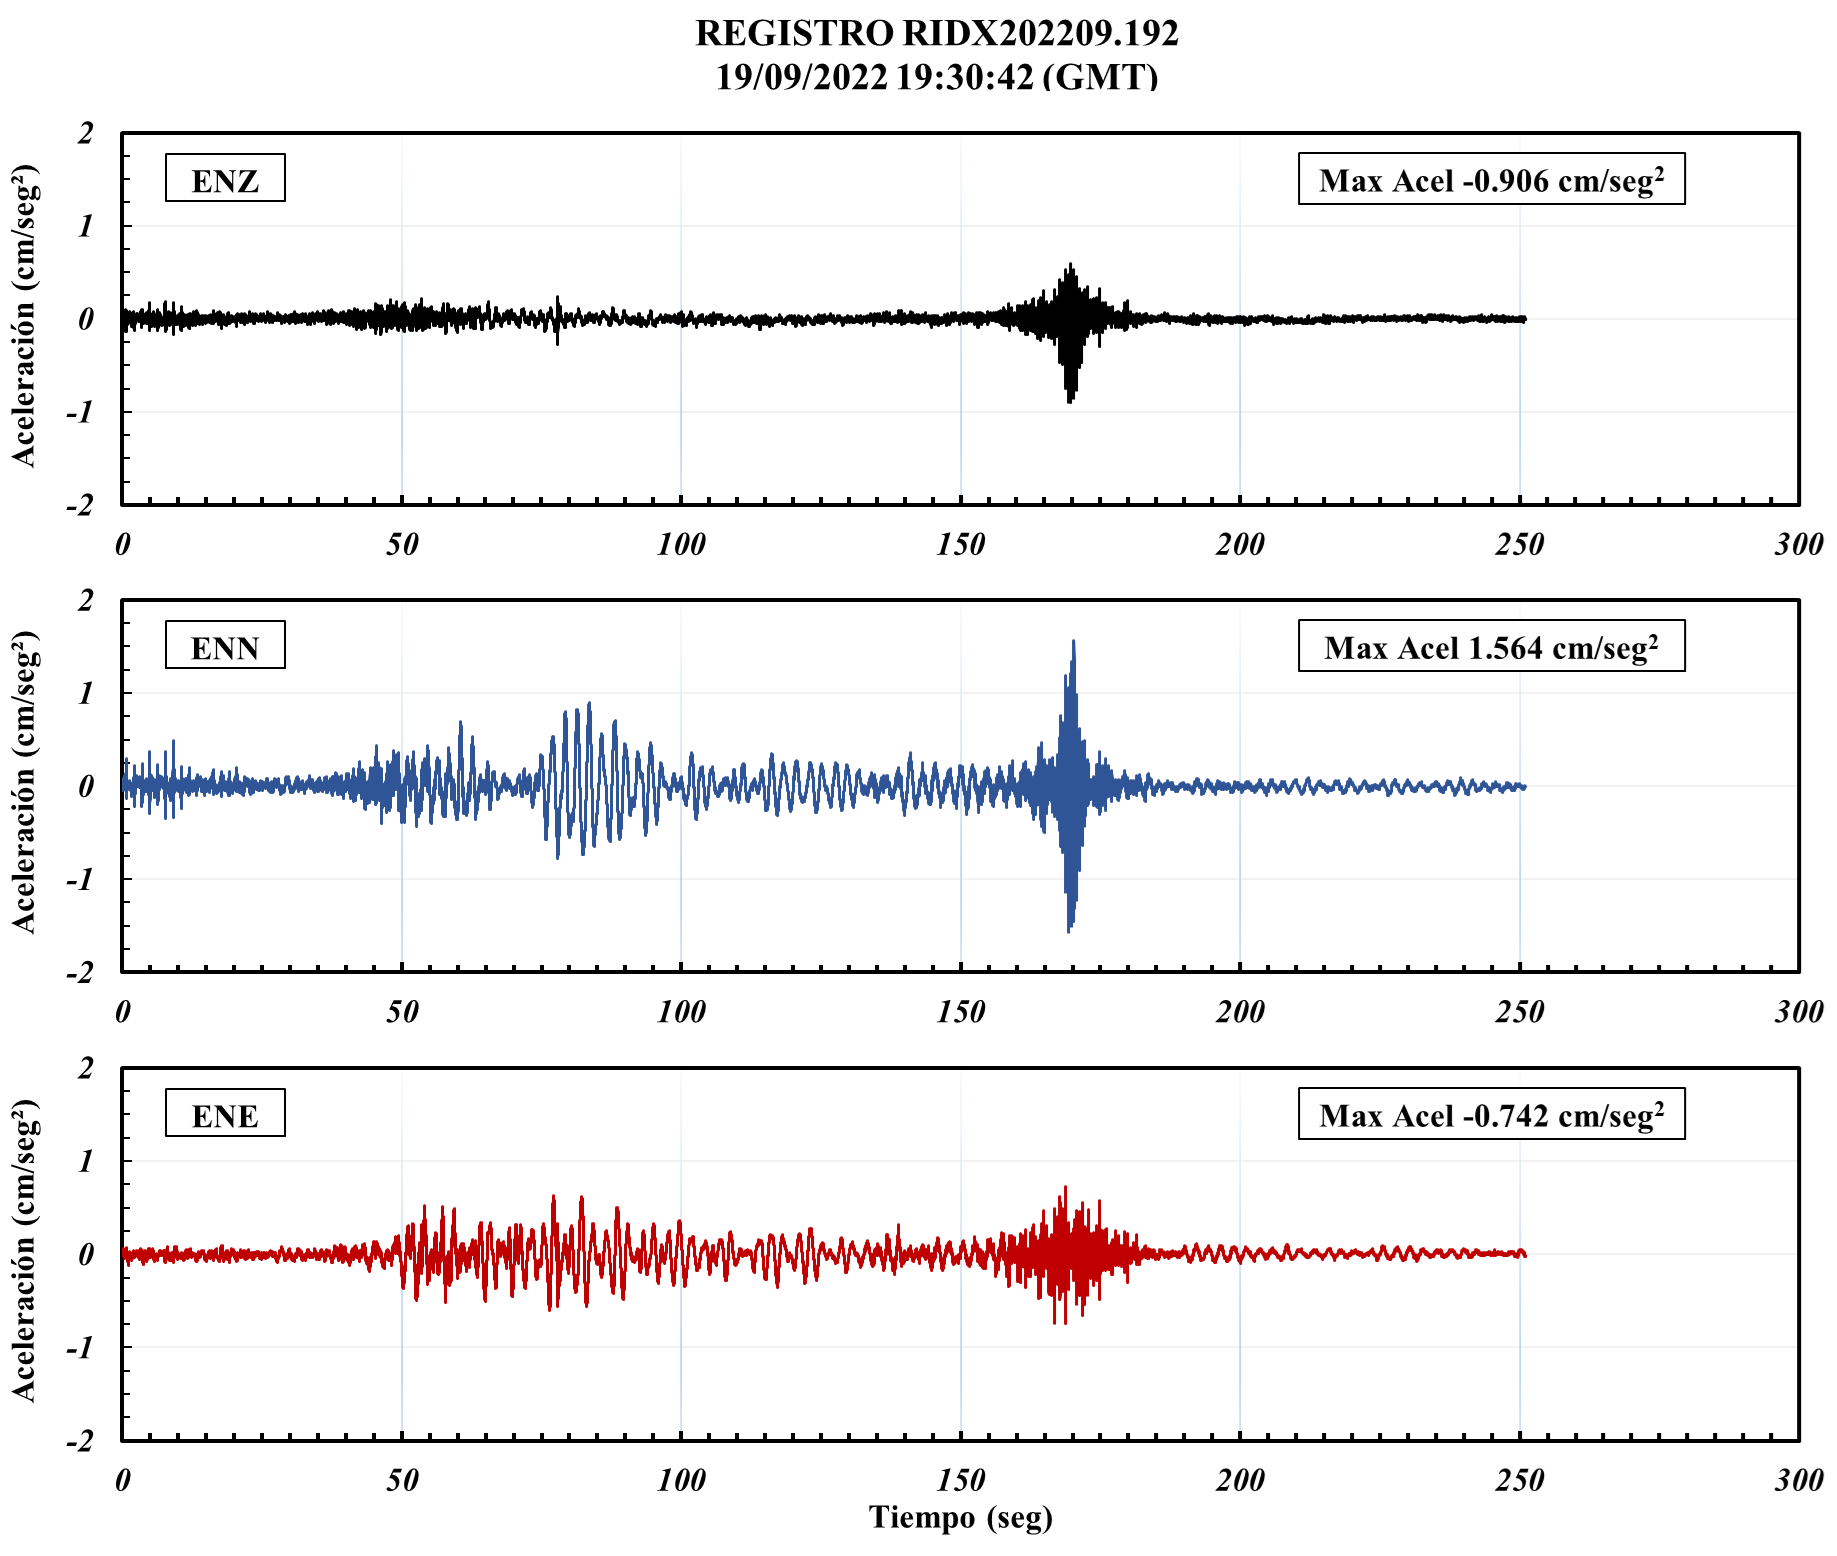 REGISTRO RIDX202209.192
19/09/2022 19:30:42 (GMT)
Aceleración (cm/seg²)
2
1
0
-1
-2
ENZ
Max Acel -0.906 cm/seg²
0 50 100 150 200 250 300
Aceleración (cm/seg²)
2
1
0
-1
-2
ENN
Max Acel 1.564 cm/seg²
0 50 100 150 200 250 300
Aceleración (cm/seg²)
2
1
0
-1
-2
ENE
Max Acel -0.742 cm/seg²
0 50 100 150 200 250 300
Tiempo (seg)